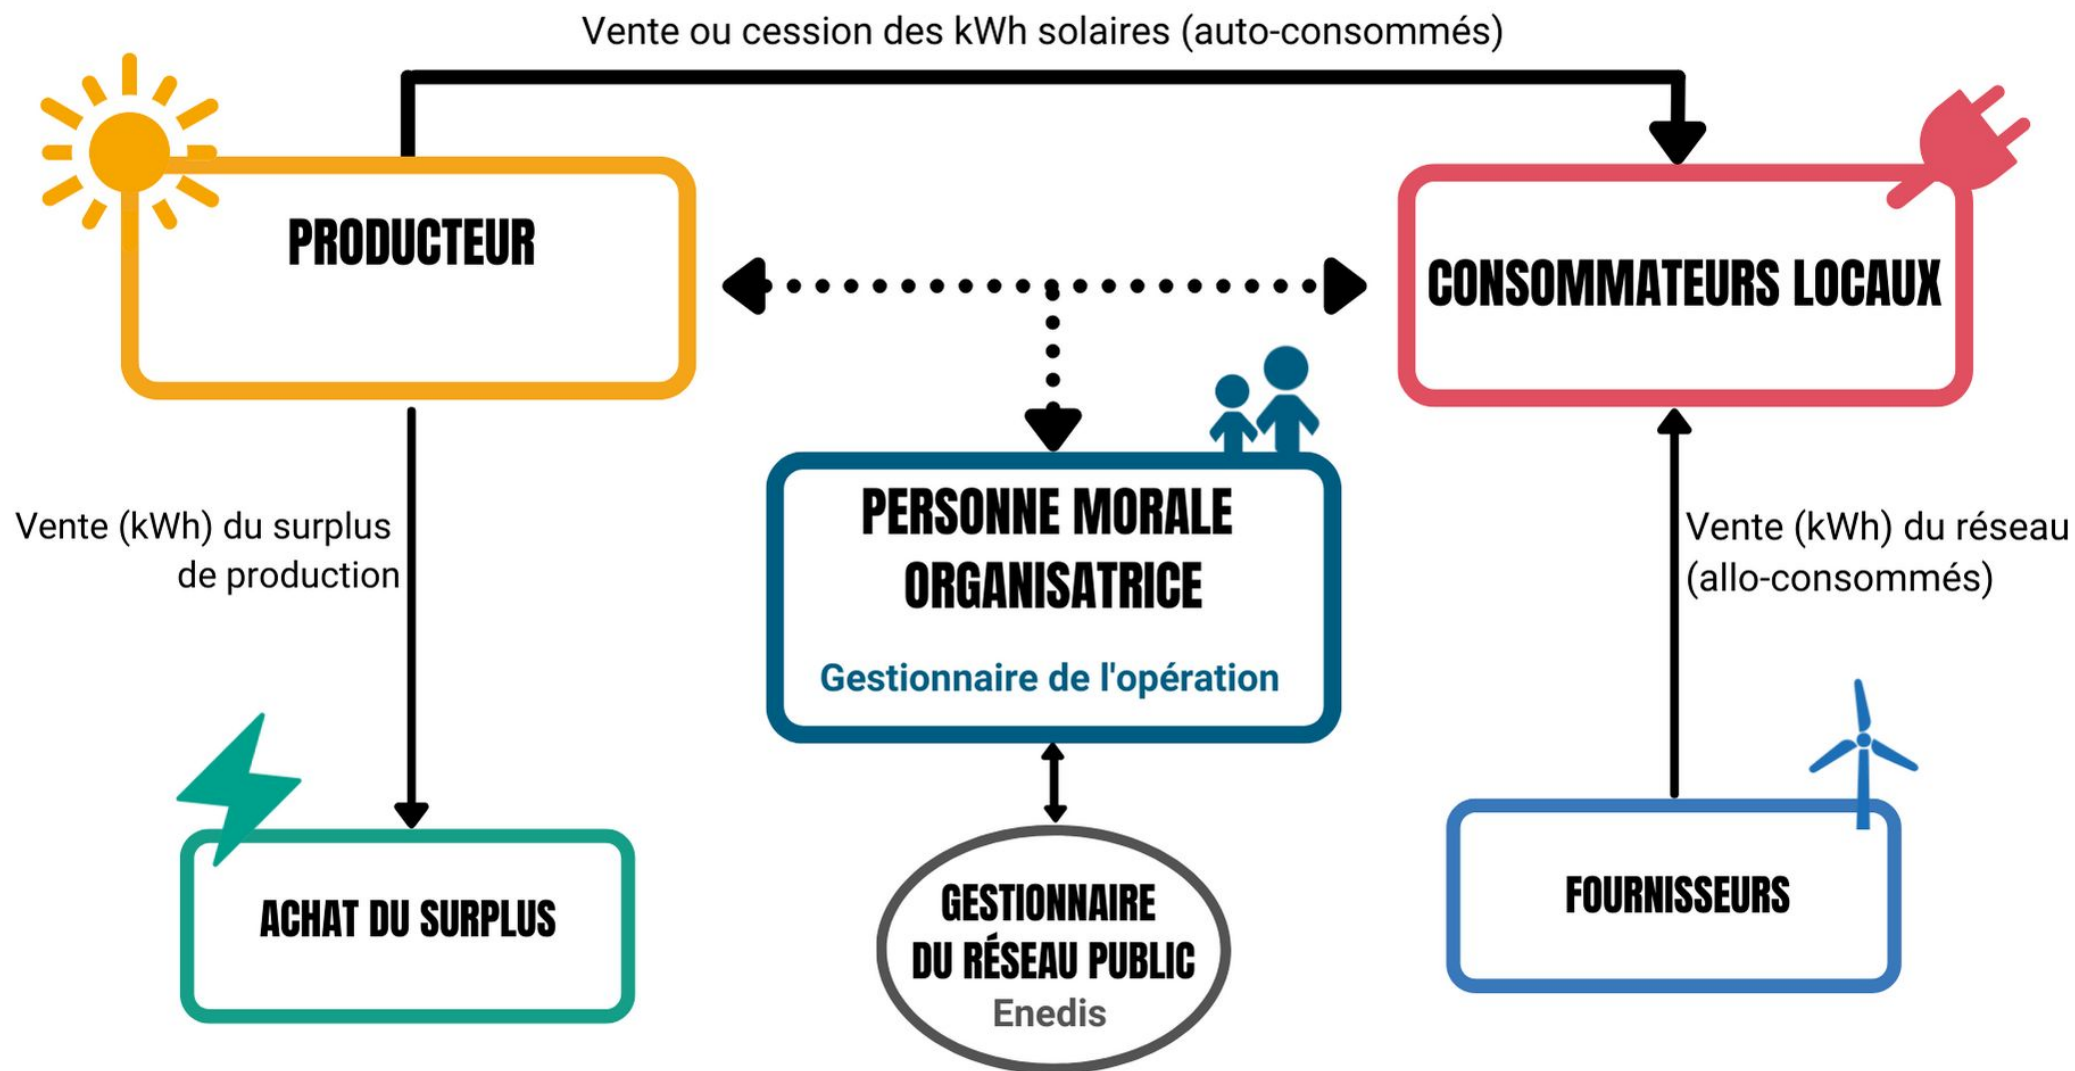 Vente ou cession des kWh solaires (auto-consommés)
PRODUCTEUR
CONSOMMATEURS LOCAUX
Vente (kWh) du surplus
de production
PERSONNE MORALE
ORGANISATRICE
Gestionnaire de l'opération
Vente (kWh) du réseau
(allo-consommés)
ACHAT DU SURPLUS
GESTIONNAIRE
DU RÉSEAU PUBLIC
Enedis
FOURNISSEURS